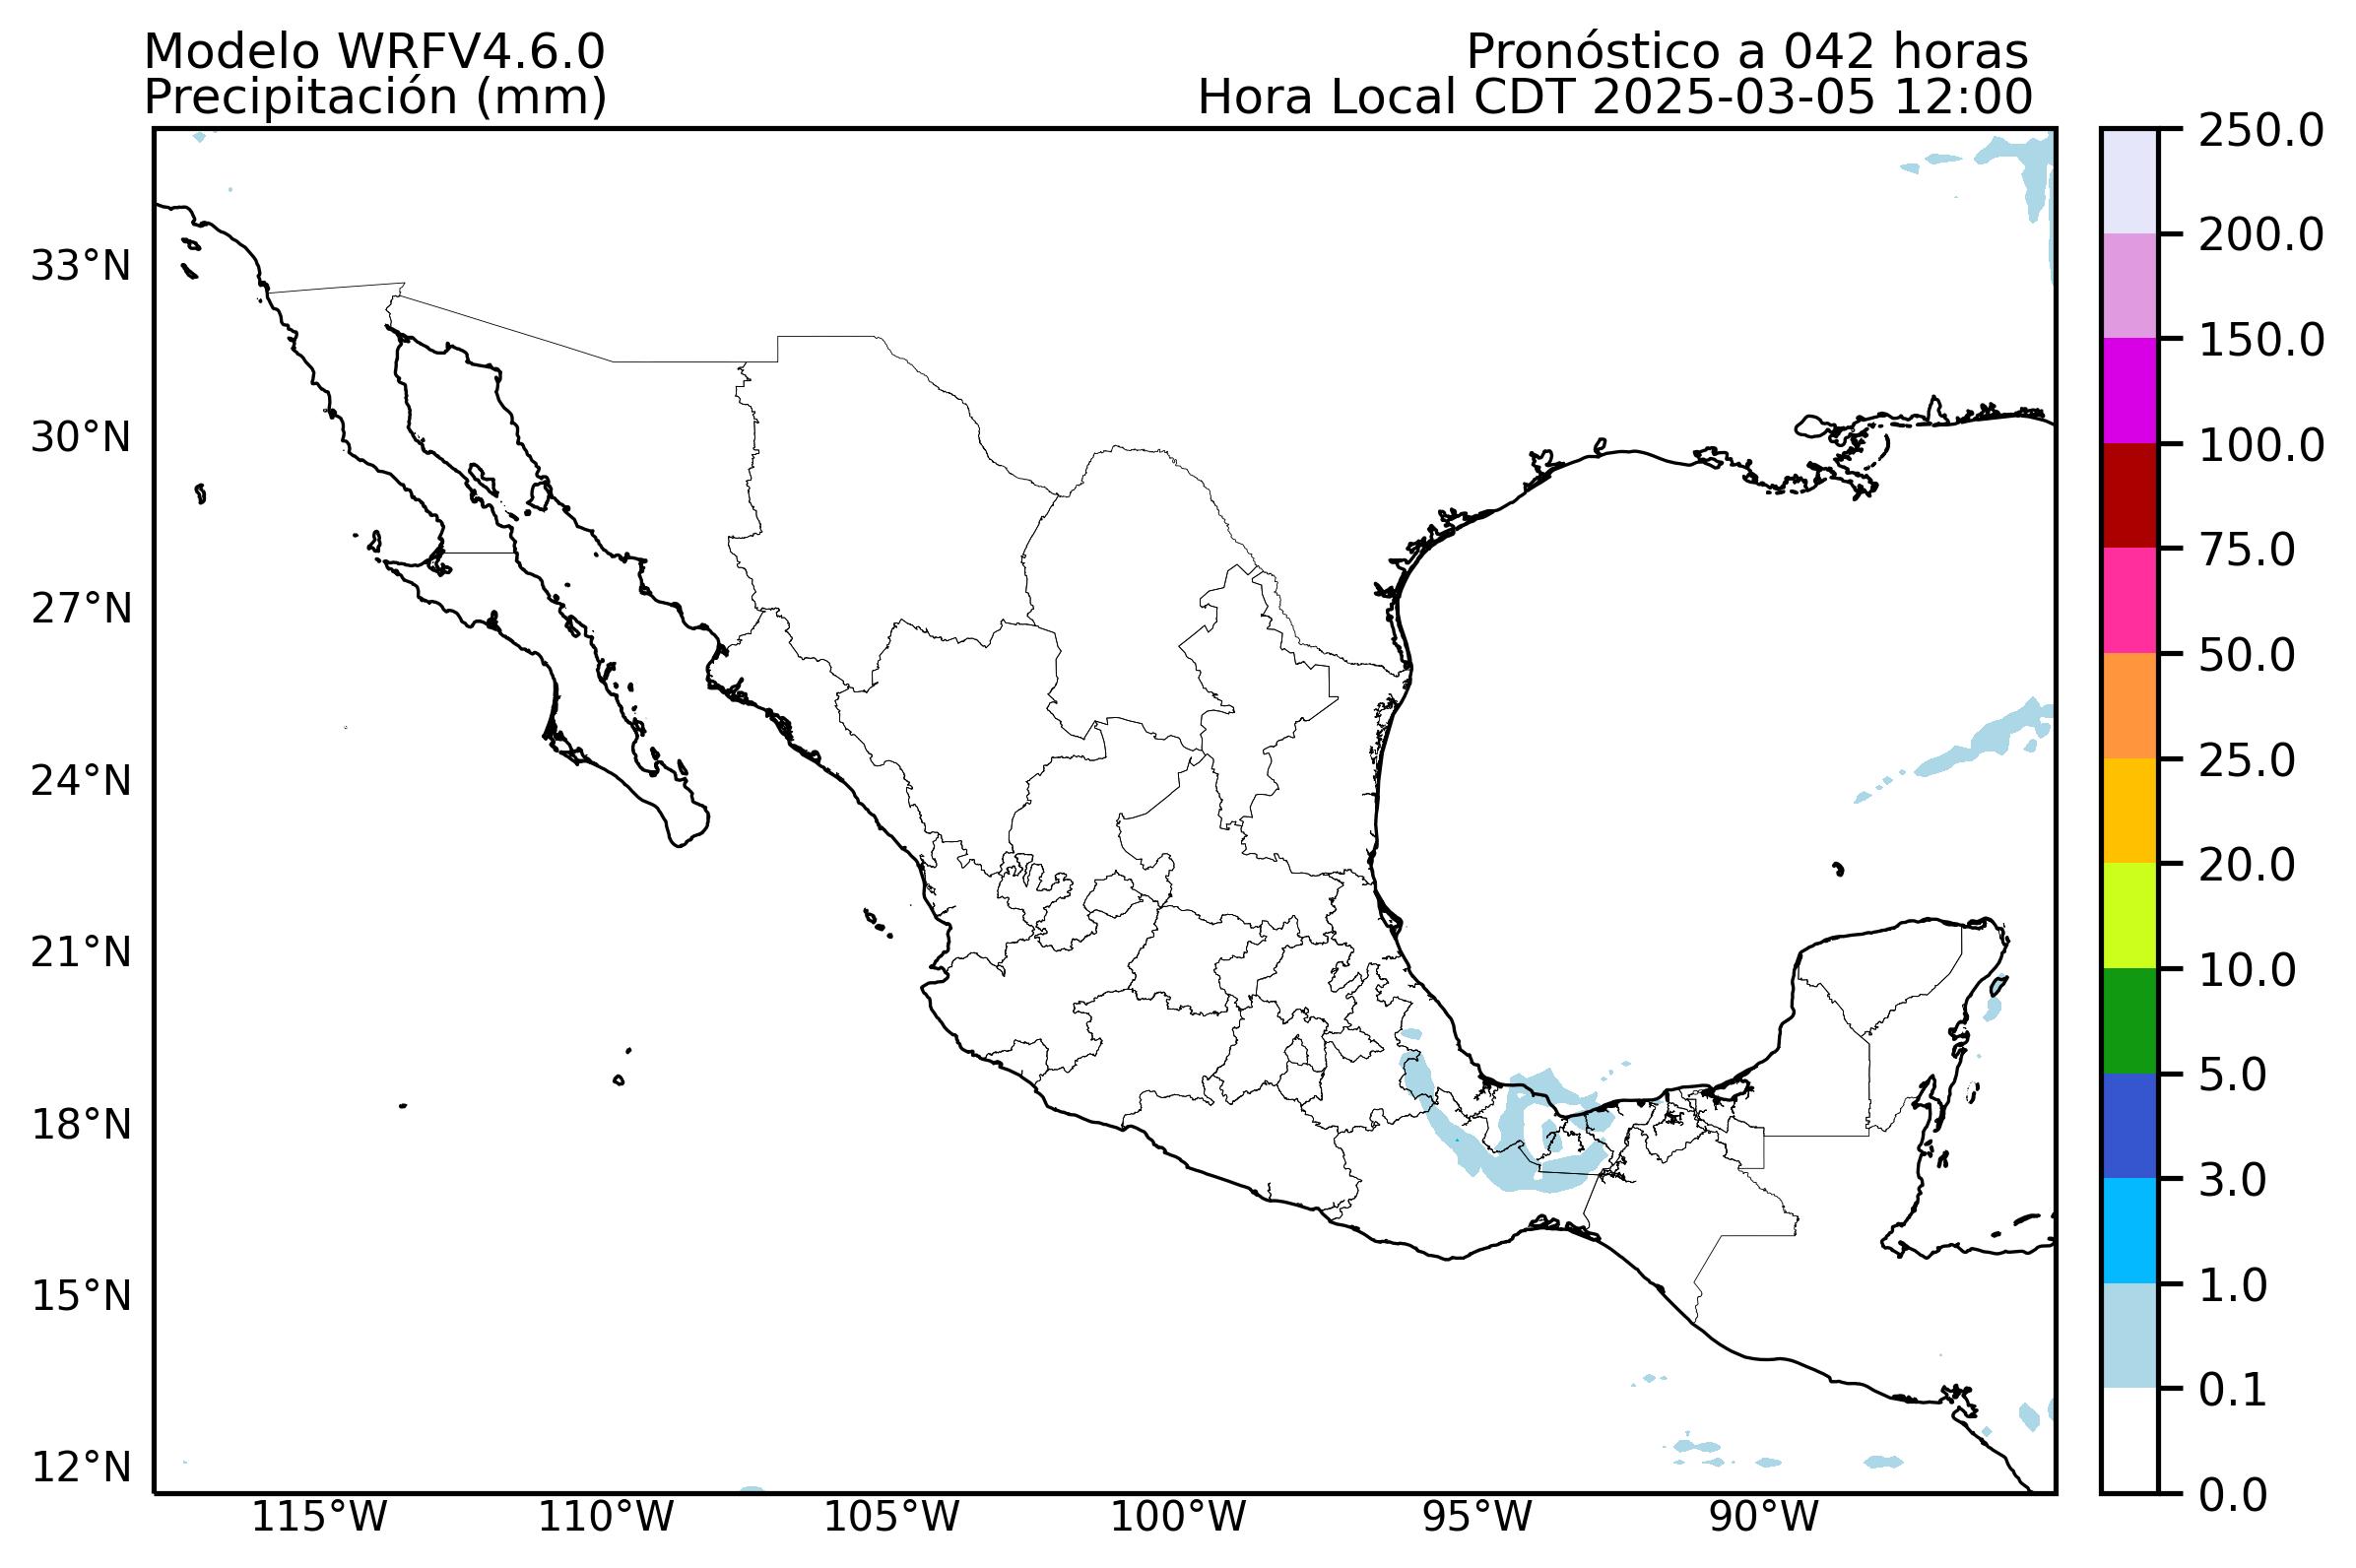 Modelo WRFV4.6.0
Precipitación (mm)
Pronóstico a 042 horas
Hora Local CDT 2025-03-05 12:00
33°N
30°N
27°N
24°N
21°N
18°N
15°N
12°N
115°W
110°W
105°W
100°W
95°W
90°W
250.0
200.0
150.0
100.0
75.0
50.0
25.0
20.0
10.0
5.0
3.0
1.0
0.1
0.0